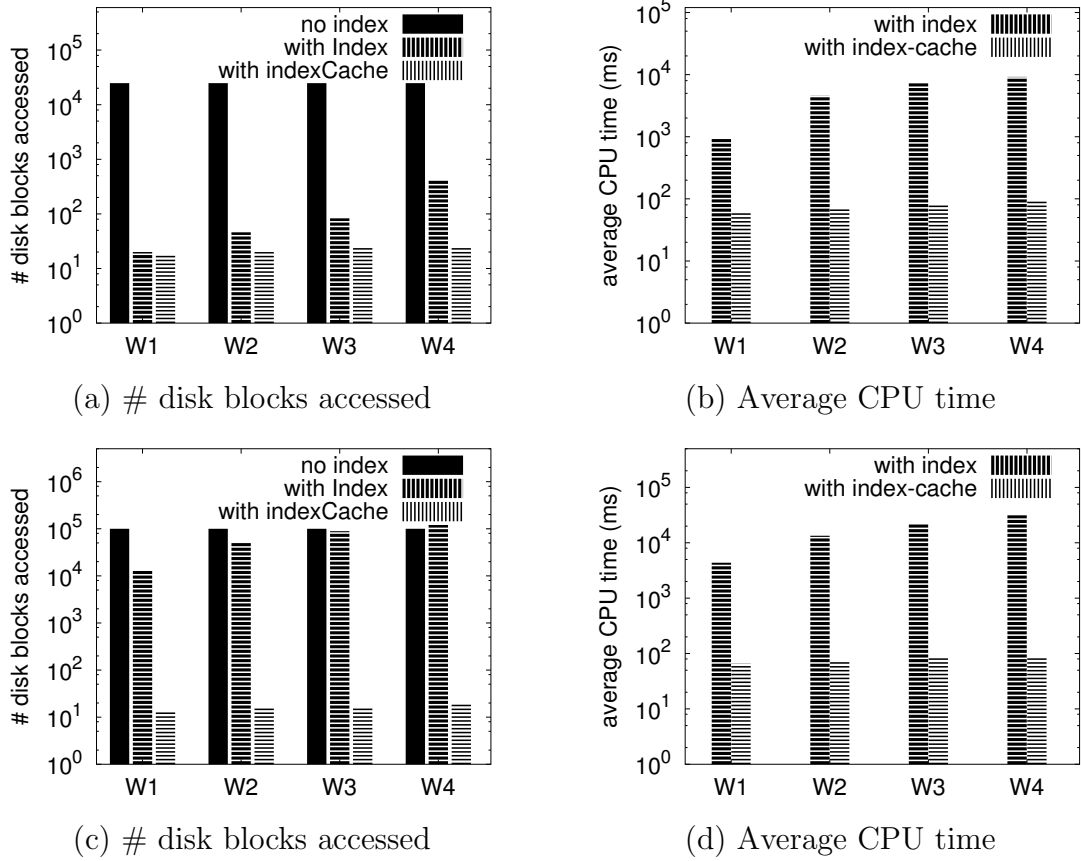 # disk blocks accessed
10^5
10^4
10^3
10^2
10^1
10^0
no index
with Index
with indexCache
W1 W2 W3 W4
(a) # disk blocks accessed
average CPU time (ms)
10^5
10^4
10^3
10^2
10^1
10^0
with index
with index-cache
W1 W2 W3 W4
(b) Average CPU time
# disk blocks accessed
10^6
10^5
10^4
10^3
10^2
10^1
10^0
no index
with Index
with indexCache
W1 W2 W3 W4
(c) # disk blocks accessed
average CPU time (ms)
10^5
10^4
10^3
10^2
10^1
10^0
with index
with index-cache
W1 W2 W3 W4
(d) Average CPU time